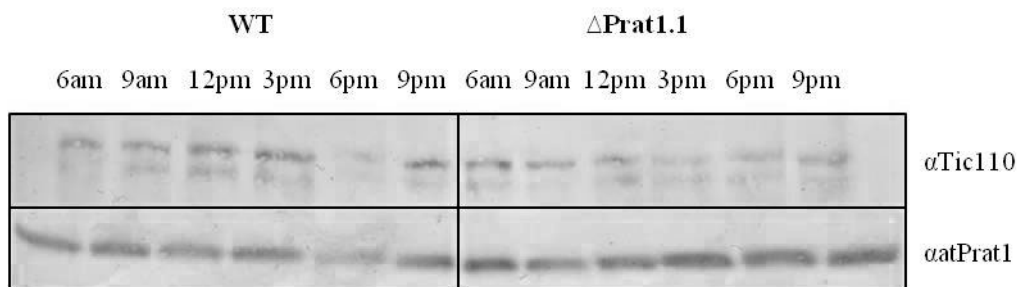 WT ΔPrat1.1
6am 9am 12pm 3pm 6pm 9pm 6am 9am 12pm 3pm 6pm 9pm
αTic110
αatPrat1